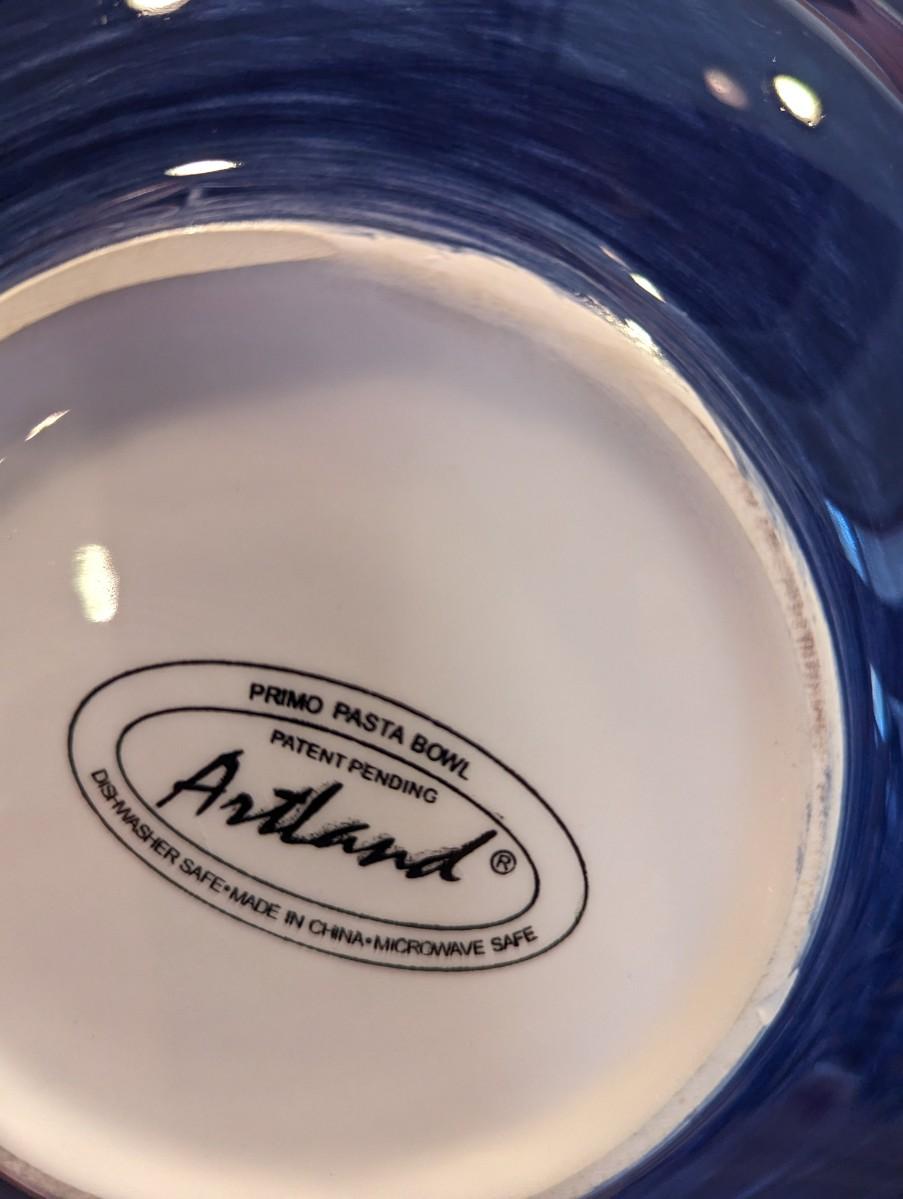 PRIMO PASTA BOWL
PATENT PENDING
Artland®
DISHWASHER SAFE•MADE IN CHINA•MICROWAVE SAFE